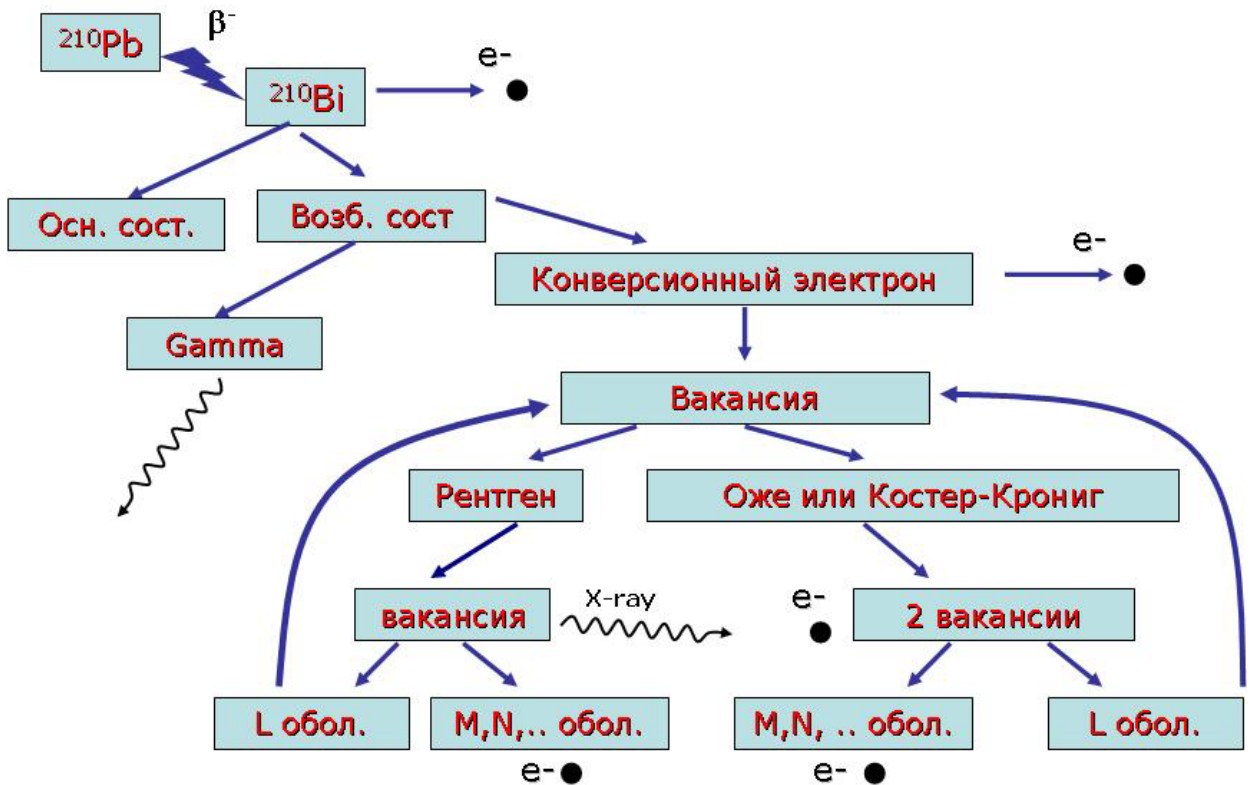 β-
²¹⁰Pb
²¹⁰Bi
e-
Осн. сост.
Возб. сост
Конверсионный электрон
e-
Gamma
Вакансия
Рентген
Оже или Костер-Крониг
вакансия
X-ray
e-
2 вакансии
L обол.
M,N,.. обол.
M,N, .. обол.
L обол.
e-
e-